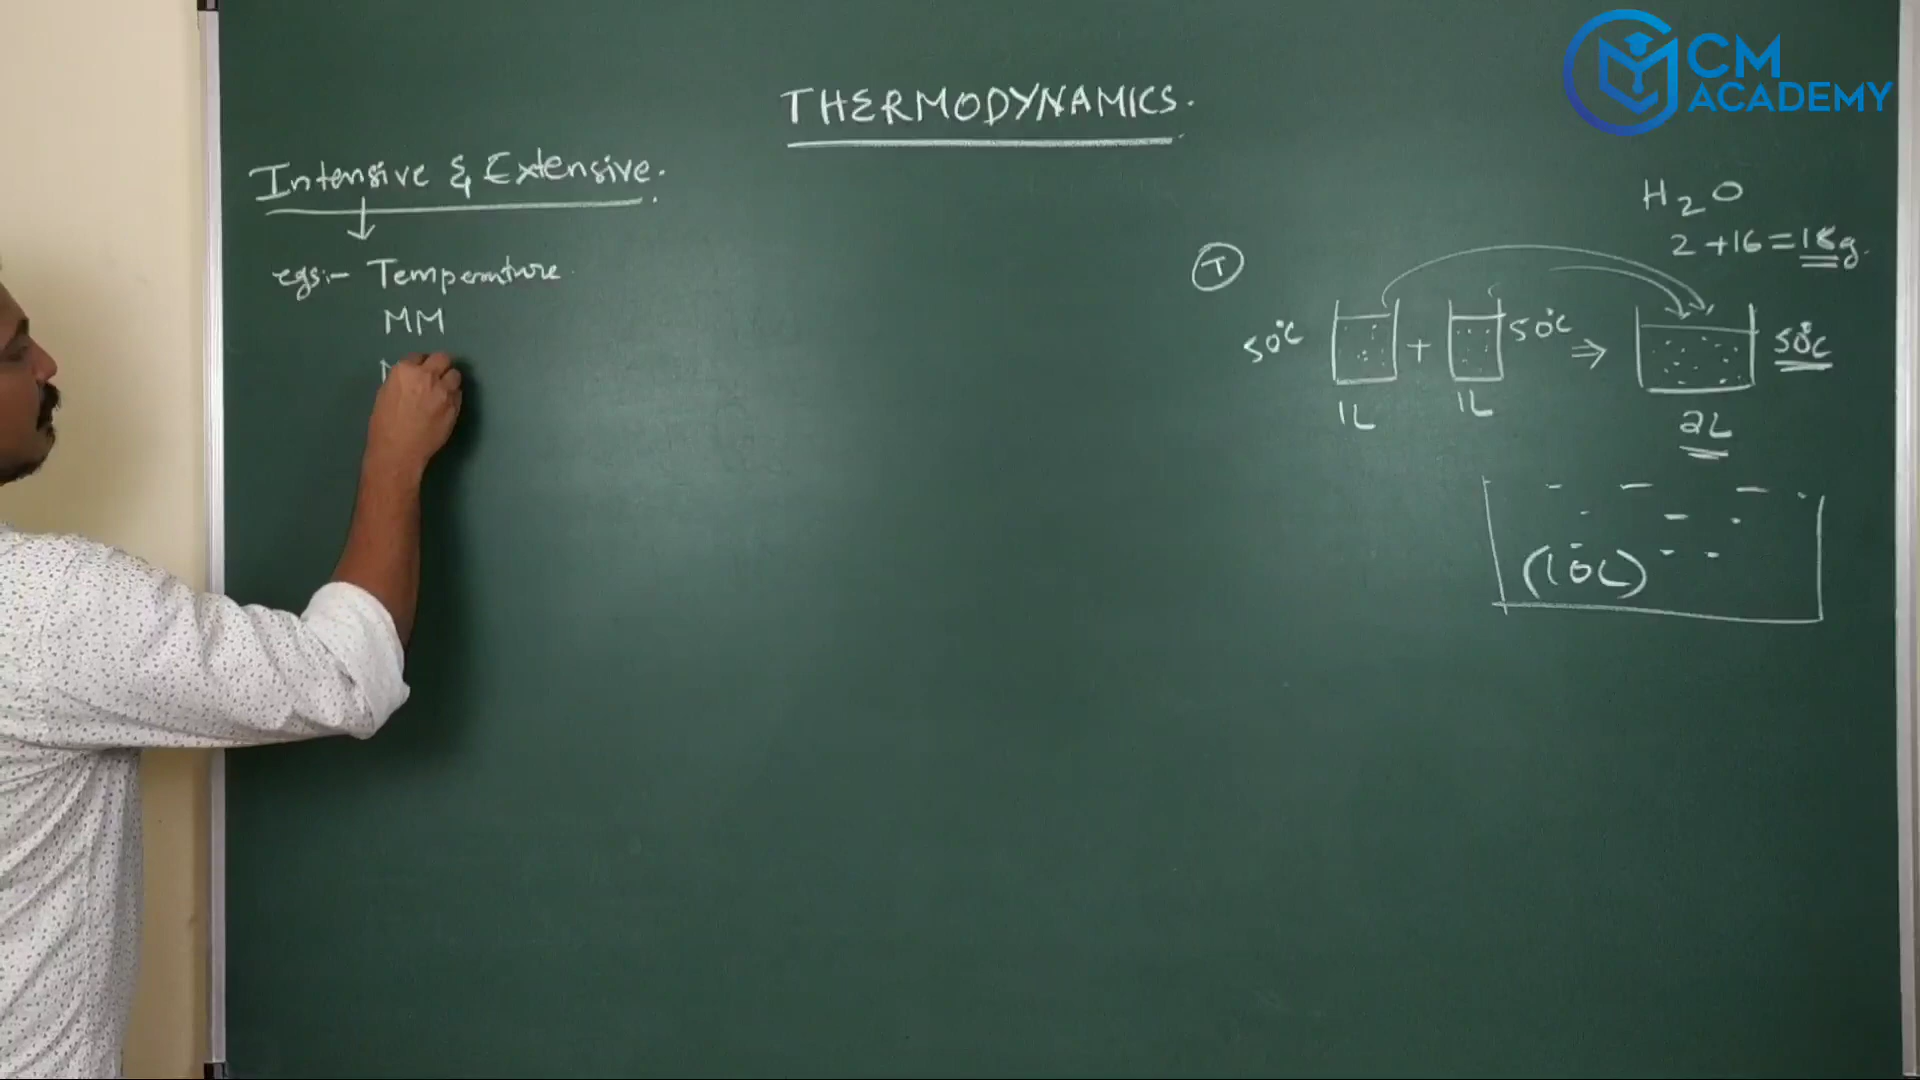 CM
ACADEMY
THERMODYNAMICS.
Intensive & Extensive.
egs:- Temperature
MM
H2O
2 + 16 = 18g.
T
50°C + 50°C ⇒ 50°C
1L 1L 2L
(10L)